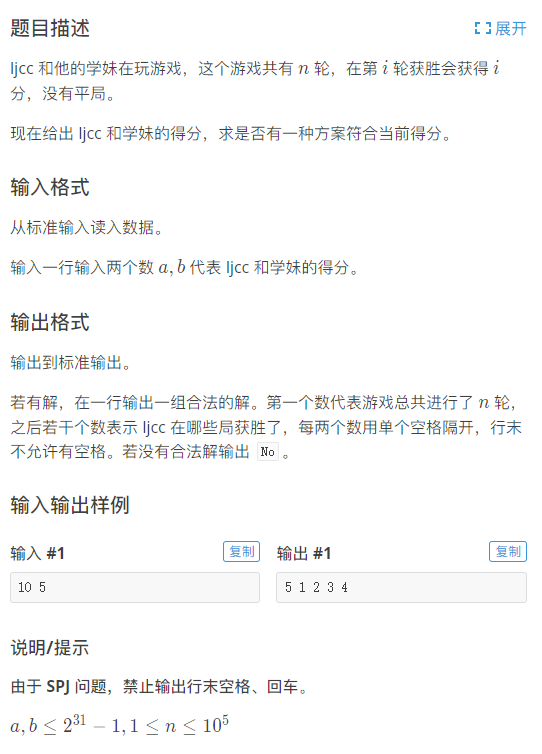 题目描述
展开
ljcc 和他的学妹在玩游戏，这个游戏共有 n 轮，在第 i 轮获胜会获得 i
分，没有平局。
现在给出 ljcc 和学妹的得分，求是否有一种方案符合当前得分。
输入格式
从标准输入读入数据。
输入一行输入两个数 a, b 代表 ljcc 和学妹的得分。
输出格式
输出到标准输出。
若有解，在一行输出一组合法的解。第一个数代表游戏总共进行了 n 轮，
之后若干个数表示 ljcc 在哪些局获胜了，每两个数用单个空格隔开，行末
不允许有空格。若没有合法解输出 No 。
输入输出样例
输入 #1
复制
输出 #1
复制
10 5
5 1 2 3 4
说明/提示
由于 SPJ 问题，禁止输出行末空格、回车。
a, b ≤ 2^31 − 1, 1 ≤ n ≤ 10^5